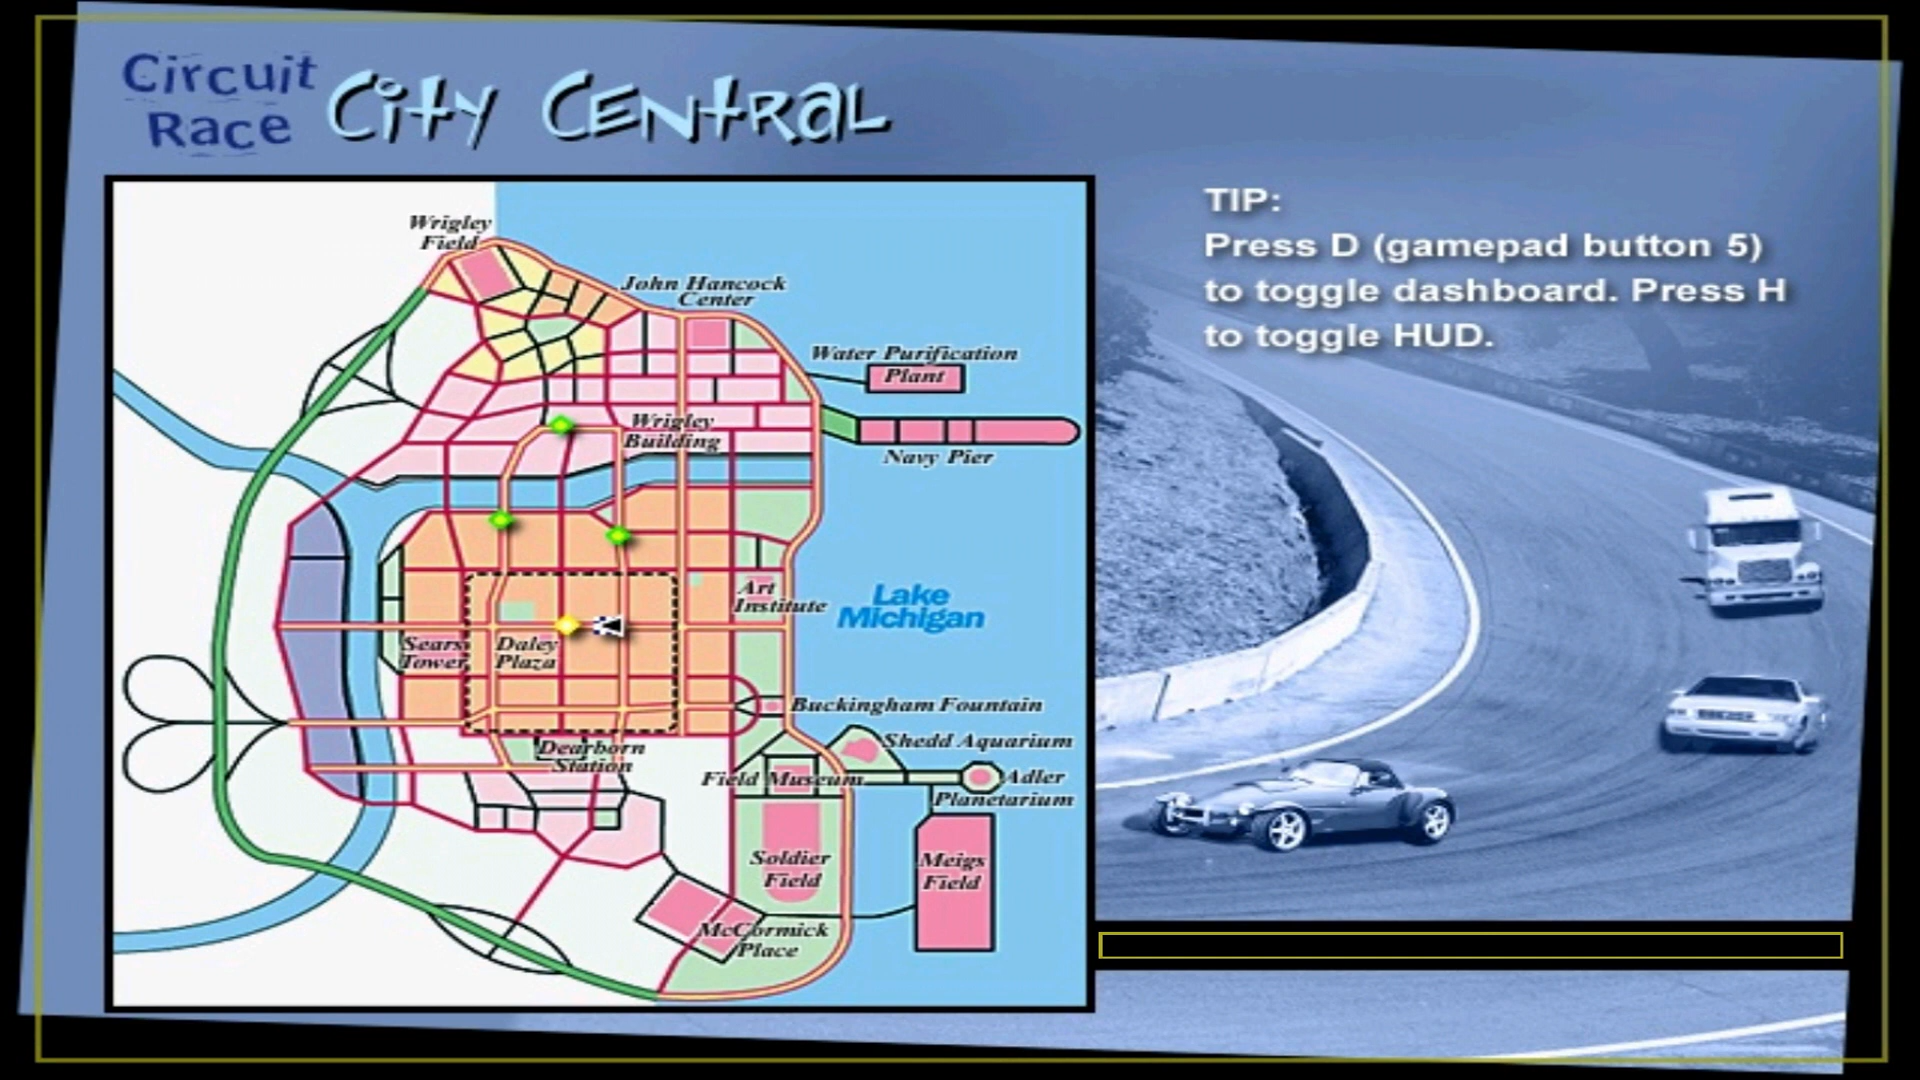 Circuit
Race
City Central
TIP:
Press D (gamepad button 5)
to toggle dashboard. Press H
to toggle HUD.
Wrigley
Field
John Hancock
Center
Water Purification
Plant
Wrigley
Building
Navy Pier
Art
Institute
Lake
Michigan
Sears
Tower
Daley
Plaza
Buckingham Fountain
Shedd Aquarium
Dearborn
Station
Field Museum
Adler
Planetarium
Soldier
Field
Meigs
Field
McCormick
Place